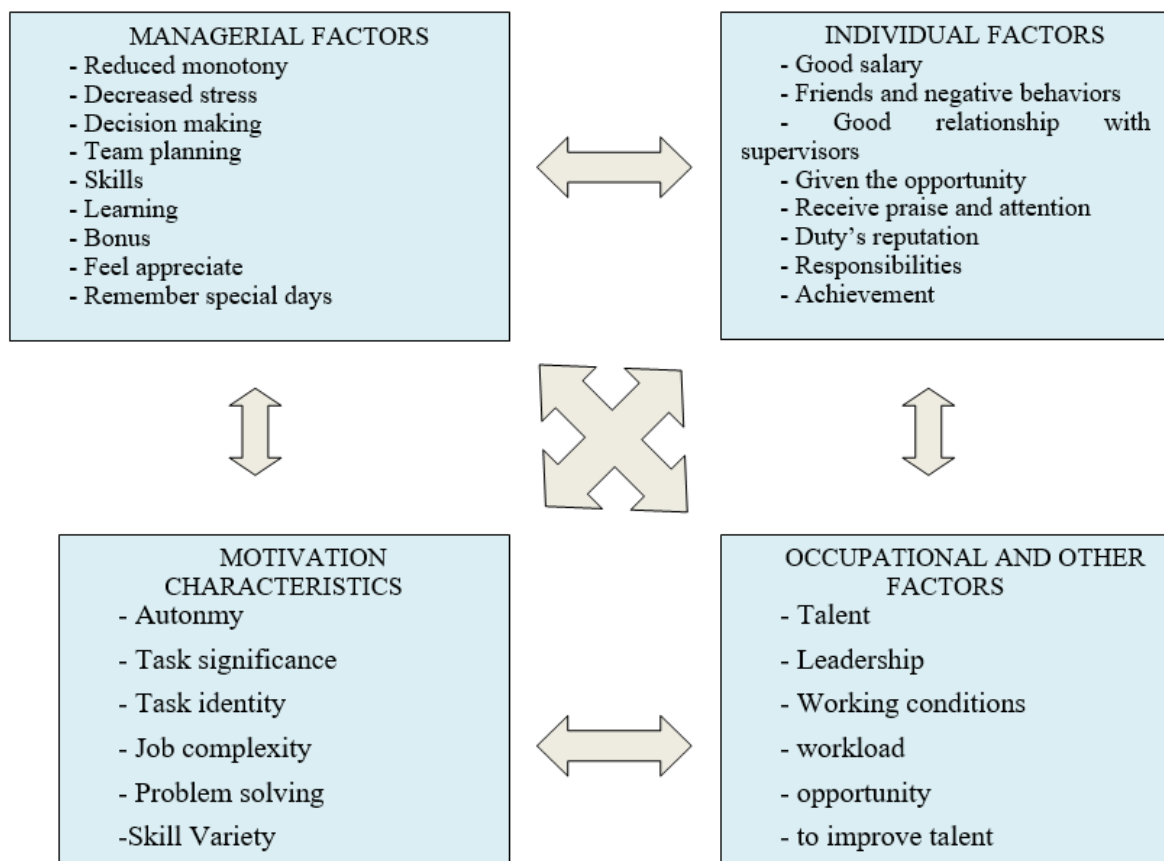 MANAGERIAL FACTORS
- Reduced monotony
- Decreased stress
- Decision making
- Team planning
- Skills
- Learning
- Bonus
- Feel appreciate
- Remember special days
INDIVIDUAL FACTORS
- Good salary
- Friends and negative behaviors
- Good relationship with
supervisors
- Given the opportunity
- Receive praise and attention
- Duty’s reputation
- Responsibilities
- Achievement
MOTIVATION
CHARACTERISTICS
- Autonmy
- Task significance
- Task identity
- Job complexity
- Problem solving
-Skill Variety
OCCUPATIONAL AND OTHER
FACTORS
- Talent
- Leadership
- Working conditions
- workload
- opportunity
- to improve talent